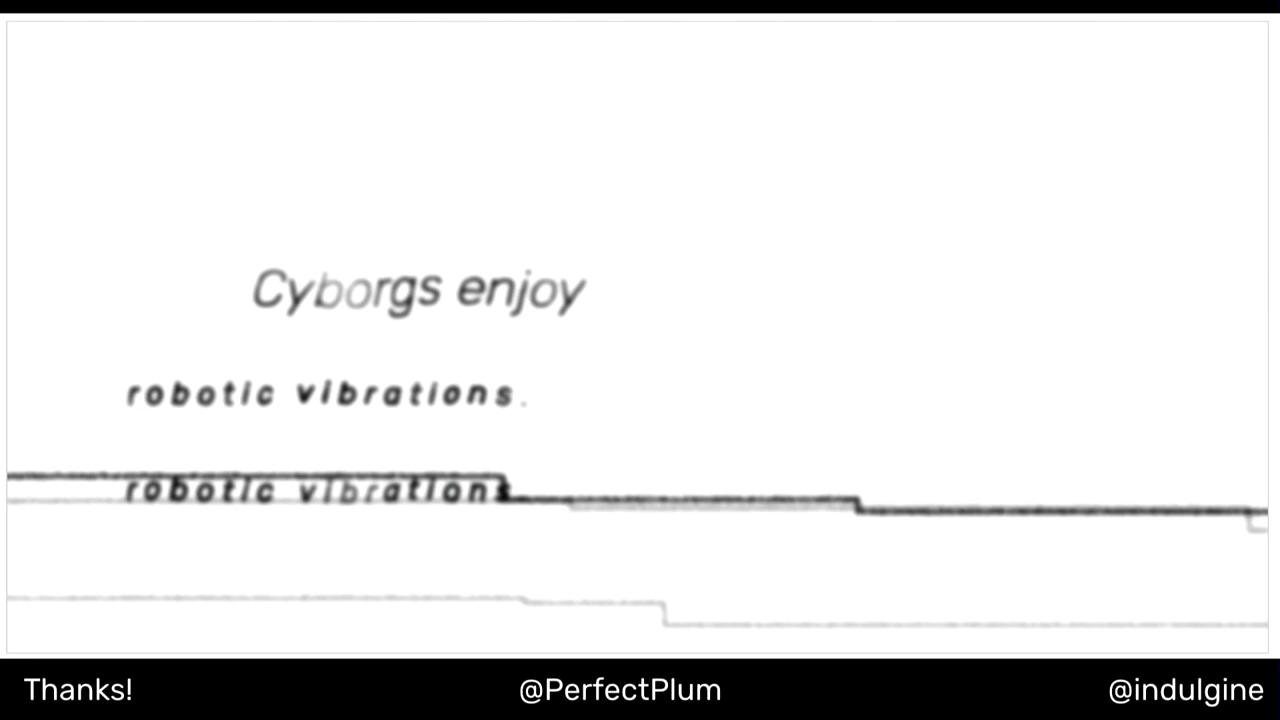 Cyborgs enjoy
robotic vibrations.
robotic vibrations
Thanks! @PerfectPlum @indulgine